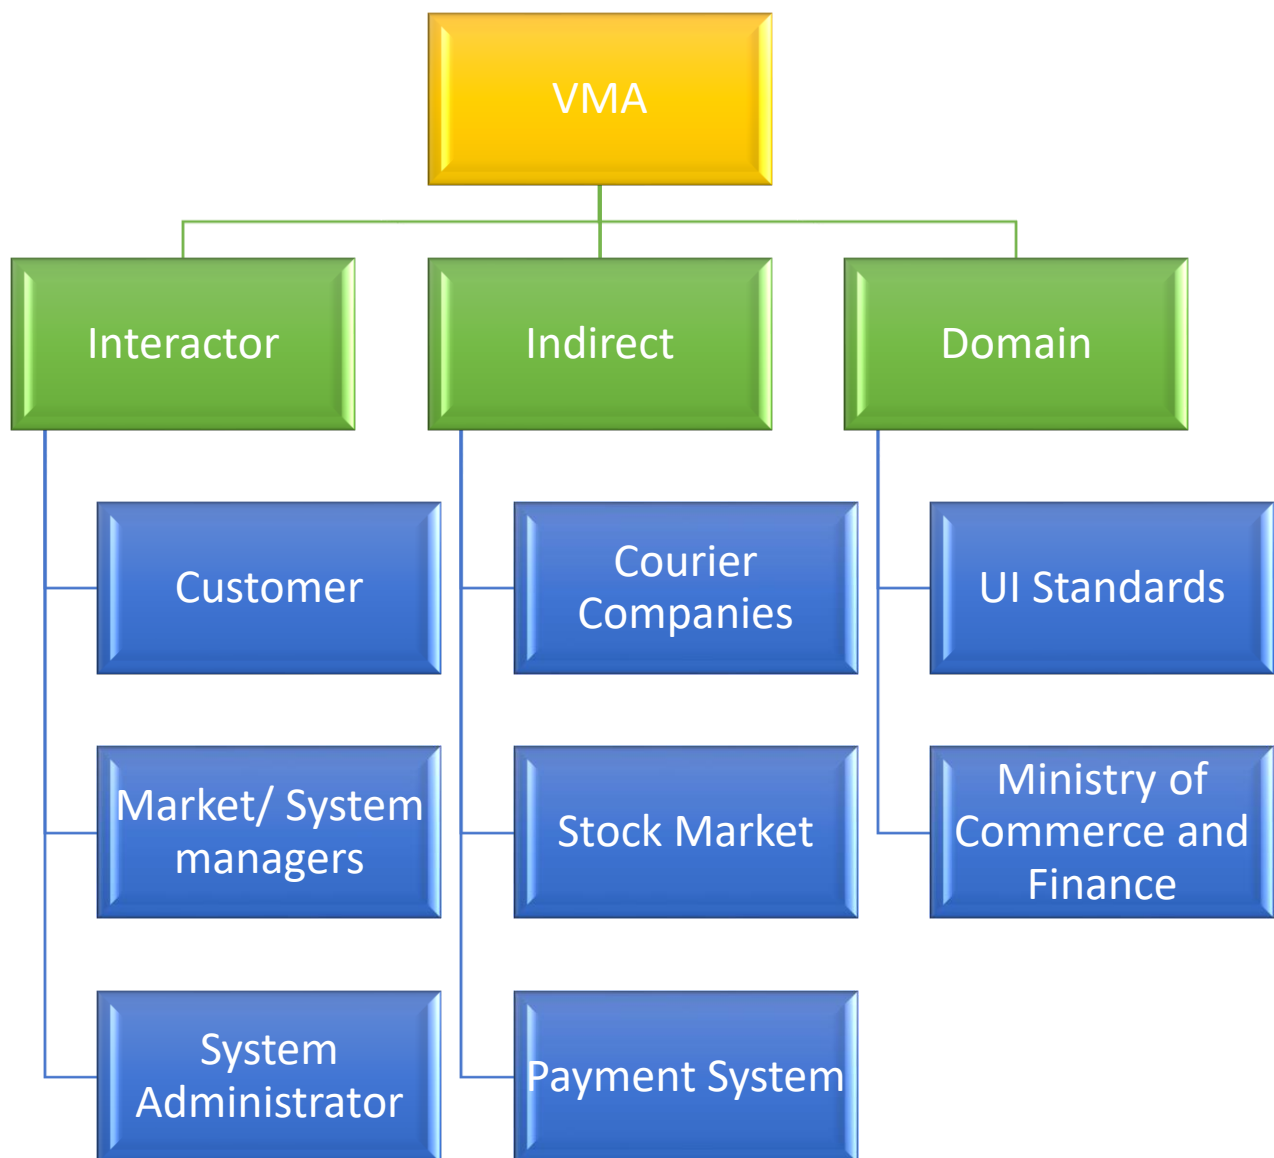 VMA
Interactor
Indirect
Domain
Customer
Courier
Companies
UI Standards
Market/ System
managers
Stock Market
Ministry of
Commerce and
Finance
System
Administrator
Payment System